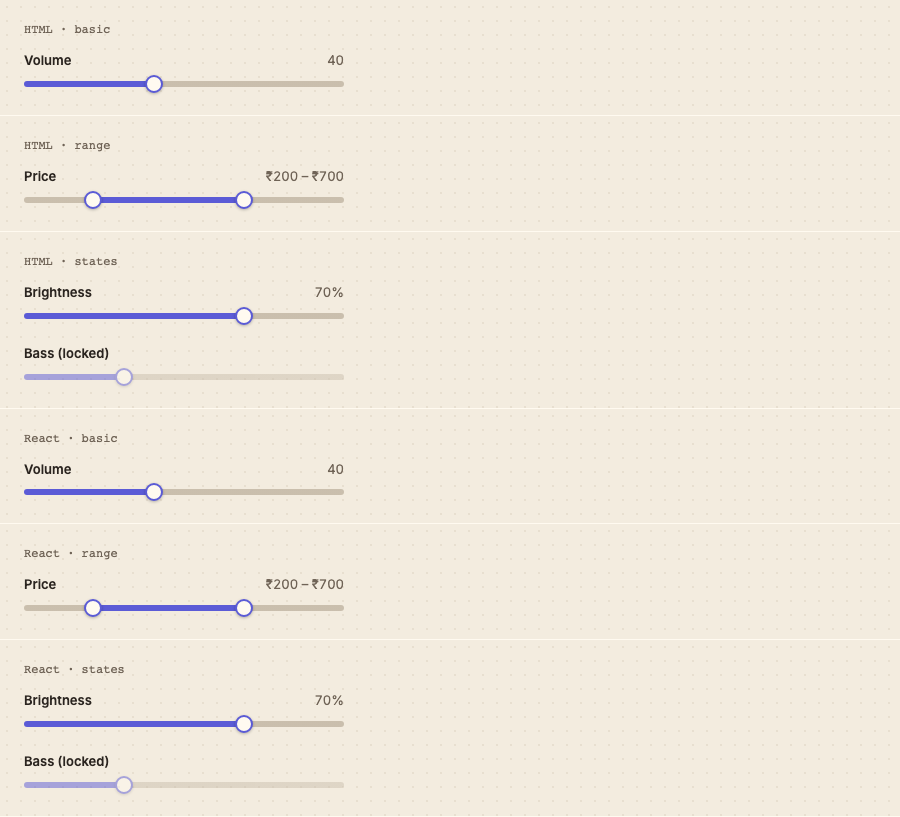 HTML · basic
Volume 40
HTML · range
Price ₹200 – ₹700
HTML · states
Brightness 70%
Bass (locked)
React · basic
Volume 40
React · range
Price ₹200 – ₹700
React · states
Brightness 70%
Bass (locked)